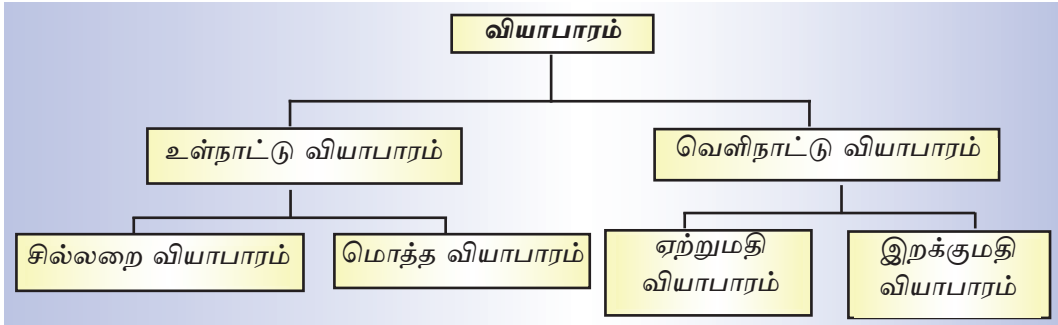 வியாபாரம்
உள்நாட்டு வியாபாரம்
வெளிநாட்டு வியாபாரம்
சில்லறை வியாபாரம்
மொத்த வியாபாரம்
ஏற்றுமதி
வியாபாரம்
இறக்குமதி
வியாபாரம்